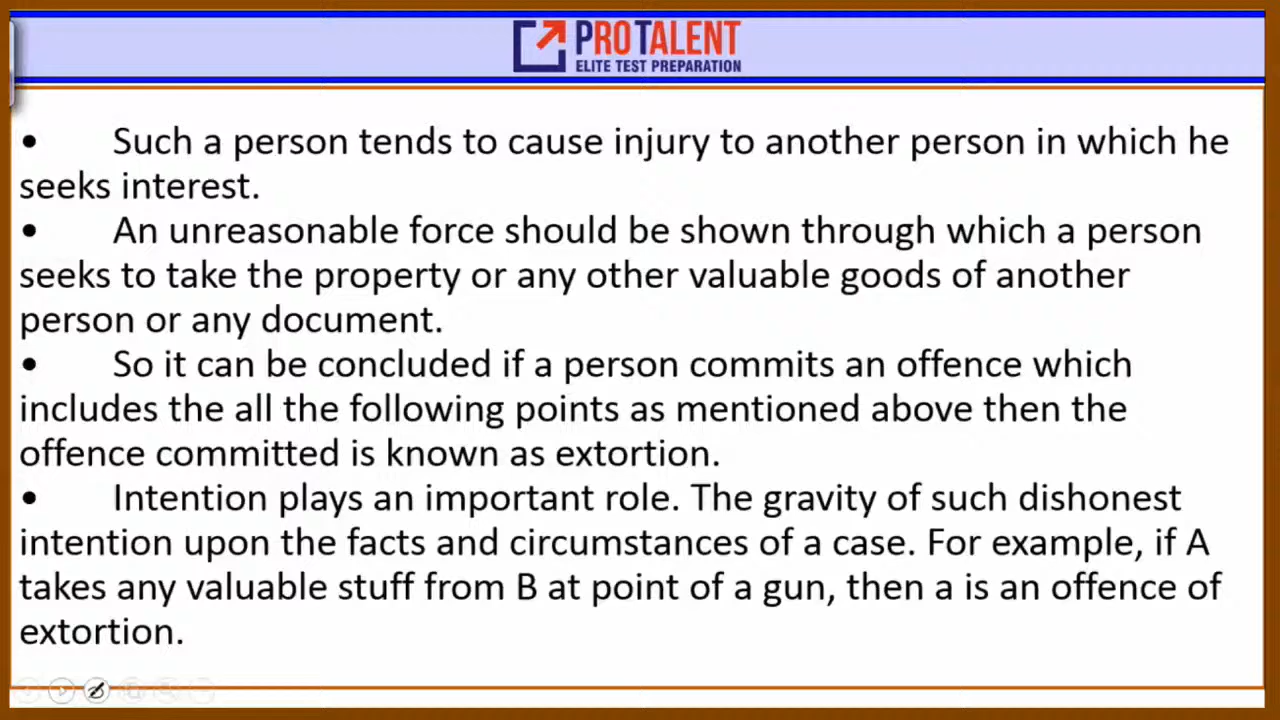 PROTALENT
ELITE TEST PREPARATION
• Such a person tends to cause injury to another person in which he
seeks interest.
• An unreasonable force should be shown through which a person
seeks to take the property or any other valuable goods of another
person or any document.
• So it can be concluded if a person commits an offence which
includes the all the following points as mentioned above then the
offence committed is known as extortion.
• Intention plays an important role. The gravity of such dishonest
intention upon the facts and circumstances of a case. For example, if A
takes any valuable stuff from B at point of a gun, then a is an offence of
extortion.